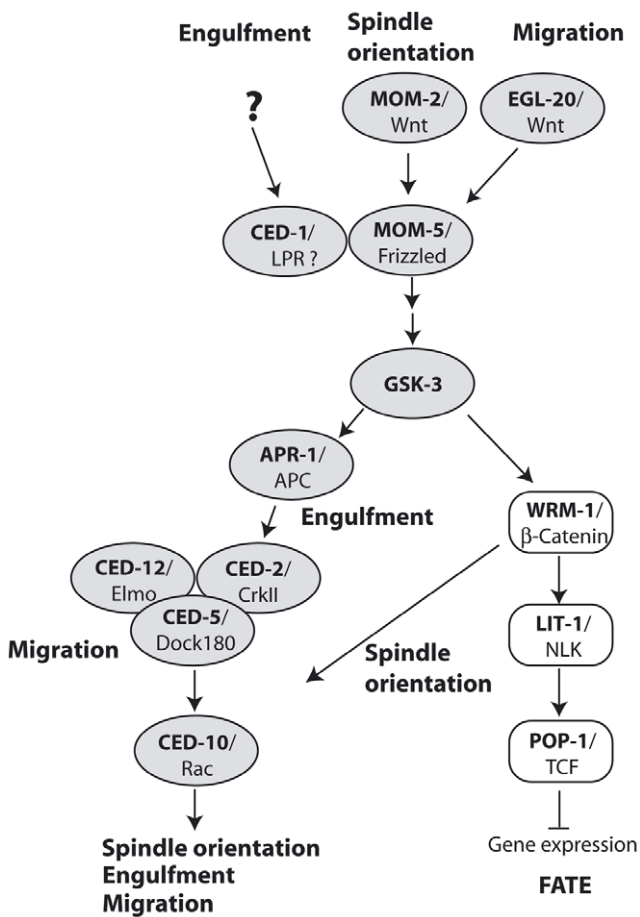 Engulfment
Spindle
orientation
Migration
?
MOM-2/
Wnt
EGL-20/
Wnt
CED-1/
LPR ?
MOM-5/
Frizzled
GSK-3
APR-1/
APC
Engulfment
WRM-1/
β-Catenin
CED-12/
Elmo
CED-2/
CrkII
CED-5/
Dock180
Migration
LIT-1/
NLK
Spindle
orientation
CED-10/
Rac
POP-1/
TCF
Spindle orientation
Engulfment
Migration
Gene expression
FATE